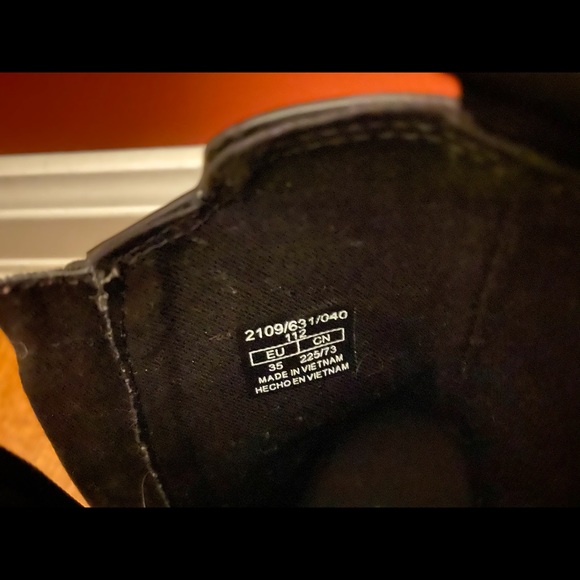 2109/631/040
112
EU CN
35 225/73
MADE IN VIETNAM
HECHO EN VIETNAM